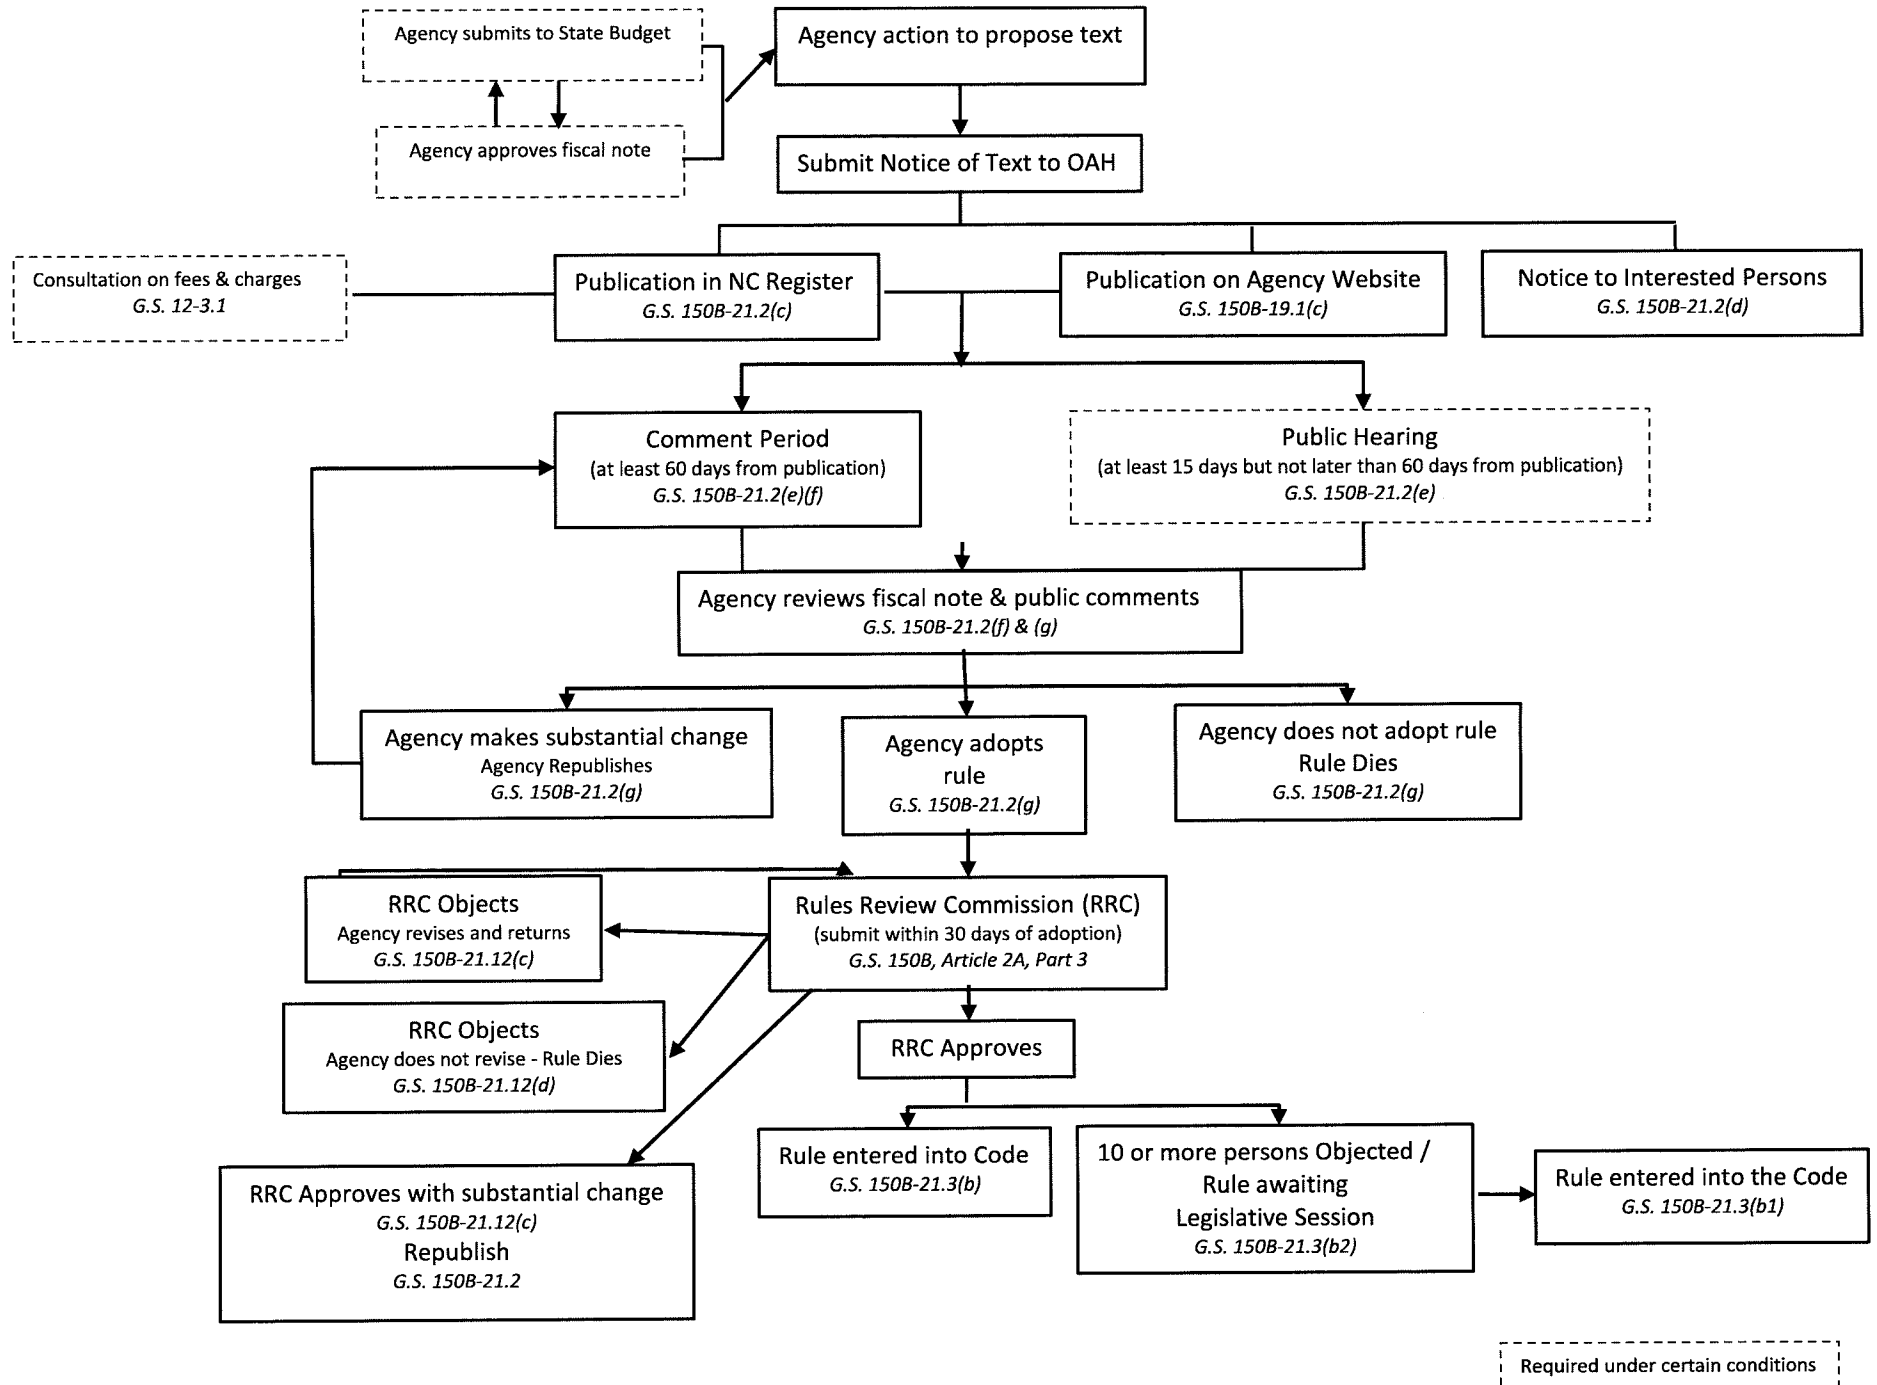 Agency submits to State Budget
Agency action to propose text
Agency approves fiscal note
Submit Notice of Text to OAH
Consultation on fees & charges
G.S. 12-3.1
Publication in NC Register
G.S. 150B-21.2(c)
Publication on Agency Website
G.S. 150B-19.1(c)
Notice to Interested Persons
G.S. 150B-21.2(d)
Comment Period
(at least 60 days from publication)
G.S. 150B-21.2(e)(f)
Public Hearing
(at least 15 days but not later than 60 days from publication)
G.S. 150B-21.2(e)
Agency reviews fiscal note & public comments
G.S. 150B-21.2(f) & (g)
Agency makes substantial change
Agency Republishes
G.S. 150B-21.2(g)
Agency adopts
rule
G.S. 150B-21.2(g)
Agency does not adopt rule
Rule Dies
G.S. 150B-21.2(g)
RRC Objects
Agency revises and returns
G.S. 150B-21.12(c)
Rules Review Commission (RRC)
(submit within 30 days of adoption)
G.S. 150B, Article 2A, Part 3
RRC Objects
Agency does not revise - Rule Dies
G.S. 150B-21.12(d)
RRC Approves
RRC Approves with substantial change
G.S. 150B-21.12(c)
Republish
G.S. 150B-21.2
Rule entered into Code
G.S. 150B-21.3(b)
10 or more persons Objected /
Rule awaiting
Legislative Session
G.S. 150B-21.3(b2)
Rule entered into the Code
G.S. 150B-21.3(b1)
Required under certain conditions